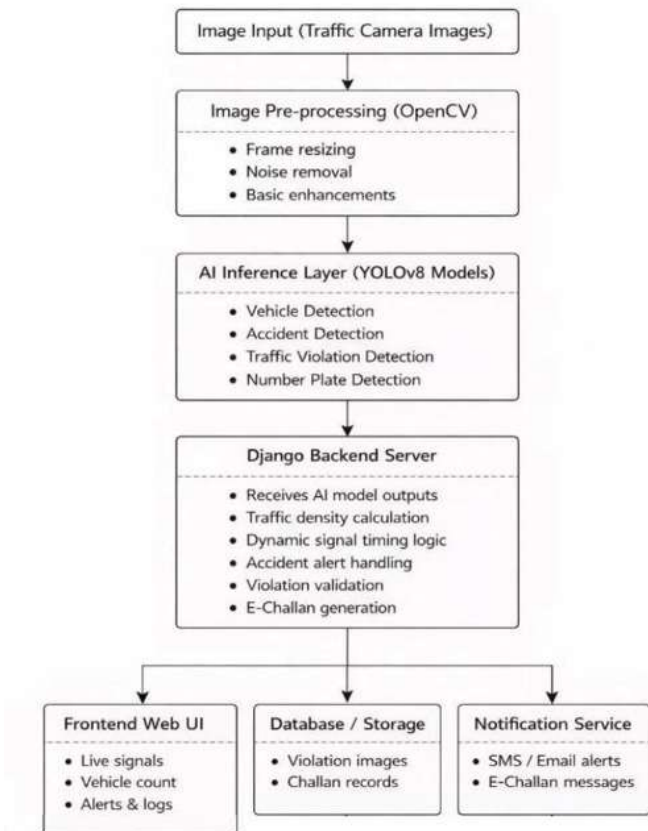 Image Input (Traffic Camera Images)
Image Pre-processing (OpenCV)
• Frame resizing
• Noise removal
• Basic enhancements
AI Inference Layer (YOLOv8 Models)
• Vehicle Detection
• Accident Detection
• Traffic Violation Detection
• Number Plate Detection
Django Backend Server
• Receives AI model outputs
• Traffic density calculation
• Dynamic signal timing logic
• Accident alert handling
• Violation validation
• E-Challan generation
Frontend Web UI
• Live signals
• Vehicle count
• Alerts & logs
Database / Storage
• Violation images
• Challan records
Notification Service
• SMS / Email alerts
• E-Challan messages